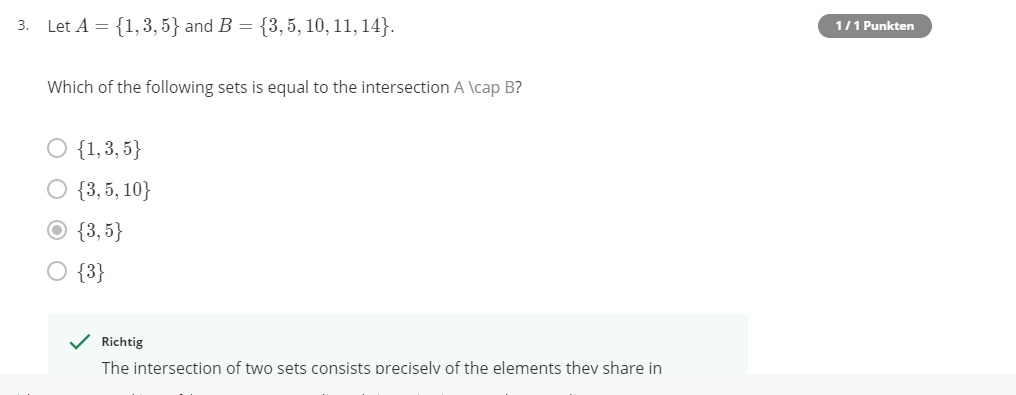 3. Let A = {1, 3, 5} and B = {3, 5, 10, 11, 14}.
1 / 1 Punkten
Which of the following sets is equal to the intersection A \cap B?
{1, 3, 5}
{3, 5, 10}
{3, 5}
{3}
Richtig
The intersection of two sets consists precisely of the elements they share in